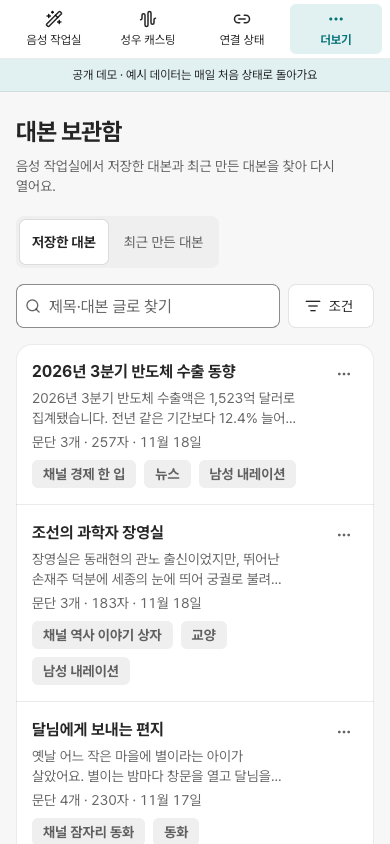 음성 작업실
성우 캐스팅
연결 상태
더보기
공개 데모 · 예시 데이터는 매일 처음 상태로 돌아가요
대본 보관함
음성 작업실에서 저장한 대본과 최근 만든 대본을 찾아 다시
열어요.
저장한 대본
최근 만든 대본
제목·대본 글로 찾기
조건
2026년 3분기 반도체 수출 동향
2026년 3분기 반도체 수출액은 1,523억 달러로
집계됐습니다. 전년 같은 기간보다 12.4% 늘어...
문단 3개 · 257자 · 11월 18일
채널 경제 한 입
뉴스
남성 내레이션
조선의 과학자 장영실
장영실은 동래현의 관노 출신이었지만, 뛰어난
손재주 덕분에 세종의 눈에 띄어 궁궐로 불려...
문단 3개 · 183자 · 11월 18일
채널 역사 이야기 상자
교양
남성 내레이션
달님에게 보내는 편지
옛날 어느 작은 마을에 별이라는 아이가
살았어요. 별이는 밤마다 창문을 열고 달님을...
문단 4개 · 230자 · 11월 17일
채널 잠자리 동화
동화